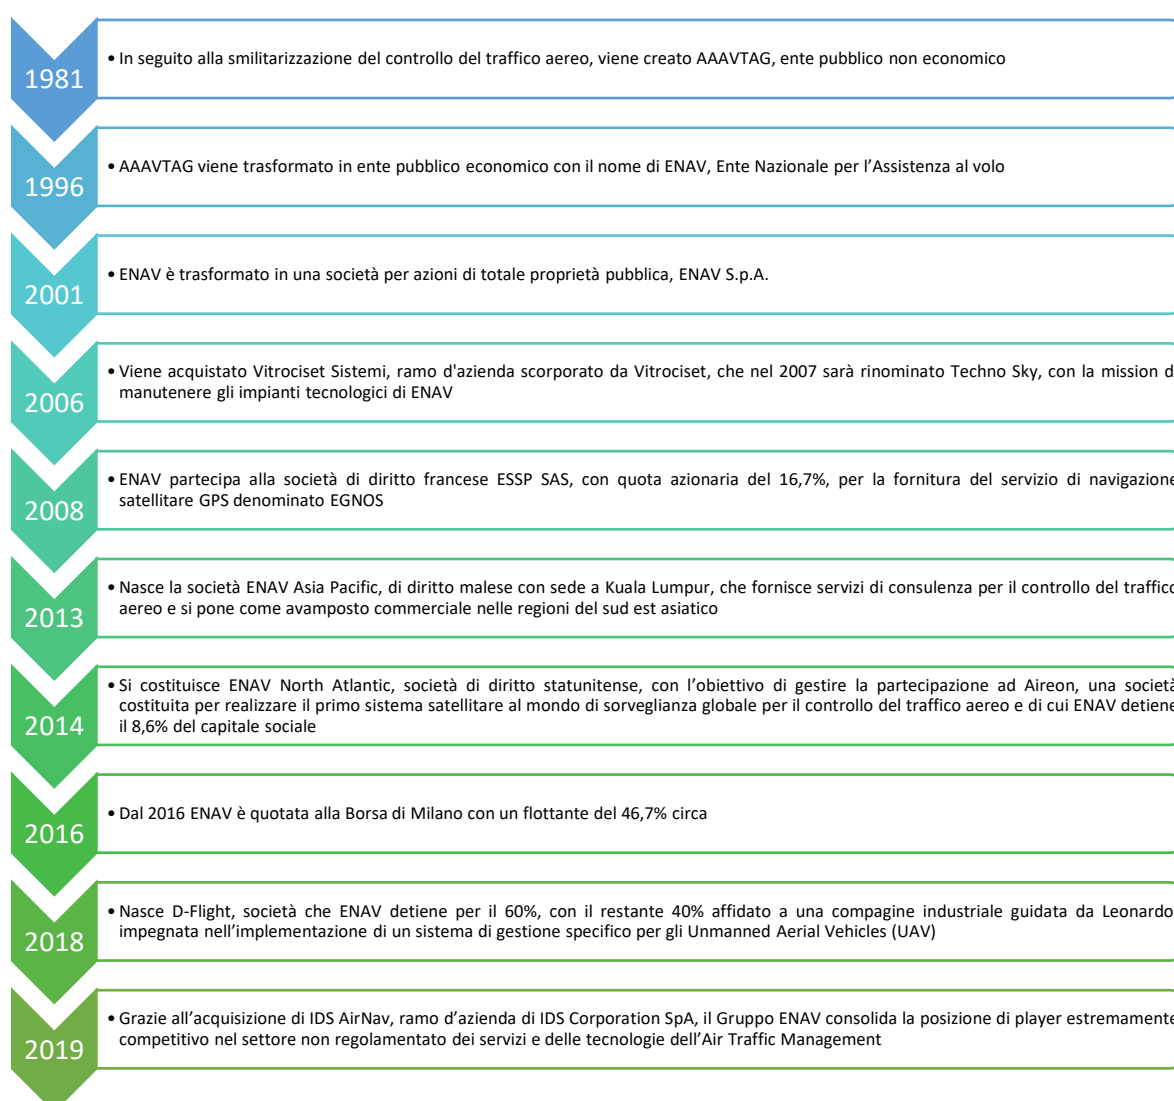 1981
• In seguito alla smilitarizzazione del controllo del traffico aereo, viene creato AAAVTAG, ente pubblico non economico
1996
• AAAVTAG viene trasformato in ente pubblico economico con il nome di ENAV, Ente Nazionale per l’Assistenza al volo
2001
• ENAV è trasformato in una società per azioni di totale proprietà pubblica, ENAV S.p.A.
2006
• Viene acquistato Vitrociset Sistemi, ramo d'azienda scorporato da Vitrociset, che nel 2007 sarà rinominato Techno Sky, con la mission d
manutenere gli impianti tecnologici di ENAV
2008
• ENAV partecipa alla società di diritto francese ESSP SAS, con quota azionaria del 16,7%, per la fornitura del servizio di navigazione
satellitare GPS denominato EGNOS
2013
• Nasce la società ENAV Asia Pacific, di diritto malese con sede a Kuala Lumpur, che fornisce servizi di consulenza per il controllo del traffico
aereo e si pone come avamposto commerciale nelle regioni del sud est asiatico
2014
• Si costituisce ENAV North Atlantic, società di diritto statunitense, con l’obiettivo di gestire la partecipazione ad Aireon, una società
costituita per realizzare il primo sistema satellitare al mondo di sorveglianza globale per il controllo del traffico aereo e di cui ENAV detiene
il 8,6% del capitale sociale
2016
• Dal 2016 ENAV è quotata alla Borsa di Milano con un flottante del 46,7% circa
2018
• Nasce D-Flight, società che ENAV detiene per il 60%, con il restante 40% affidato a una compagine industriale guidata da Leonardo
impegnata nell’implementazione di un sistema di gestione specifico per gli Unmanned Aerial Vehicles (UAV)
2019
• Grazie all’acquisizione di IDS AirNav, ramo d’azienda di IDS Corporation SpA, il Gruppo ENAV consolida la posizione di player estremamente
competitivo nel settore non regolamentato dei servizi e delle tecnologie dell’Air Traffic Management